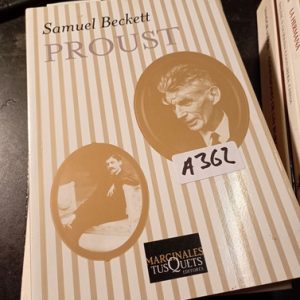 Samuel Beckett
PROUST
A362
MARGINALES
TUSQUETS
EDITORES